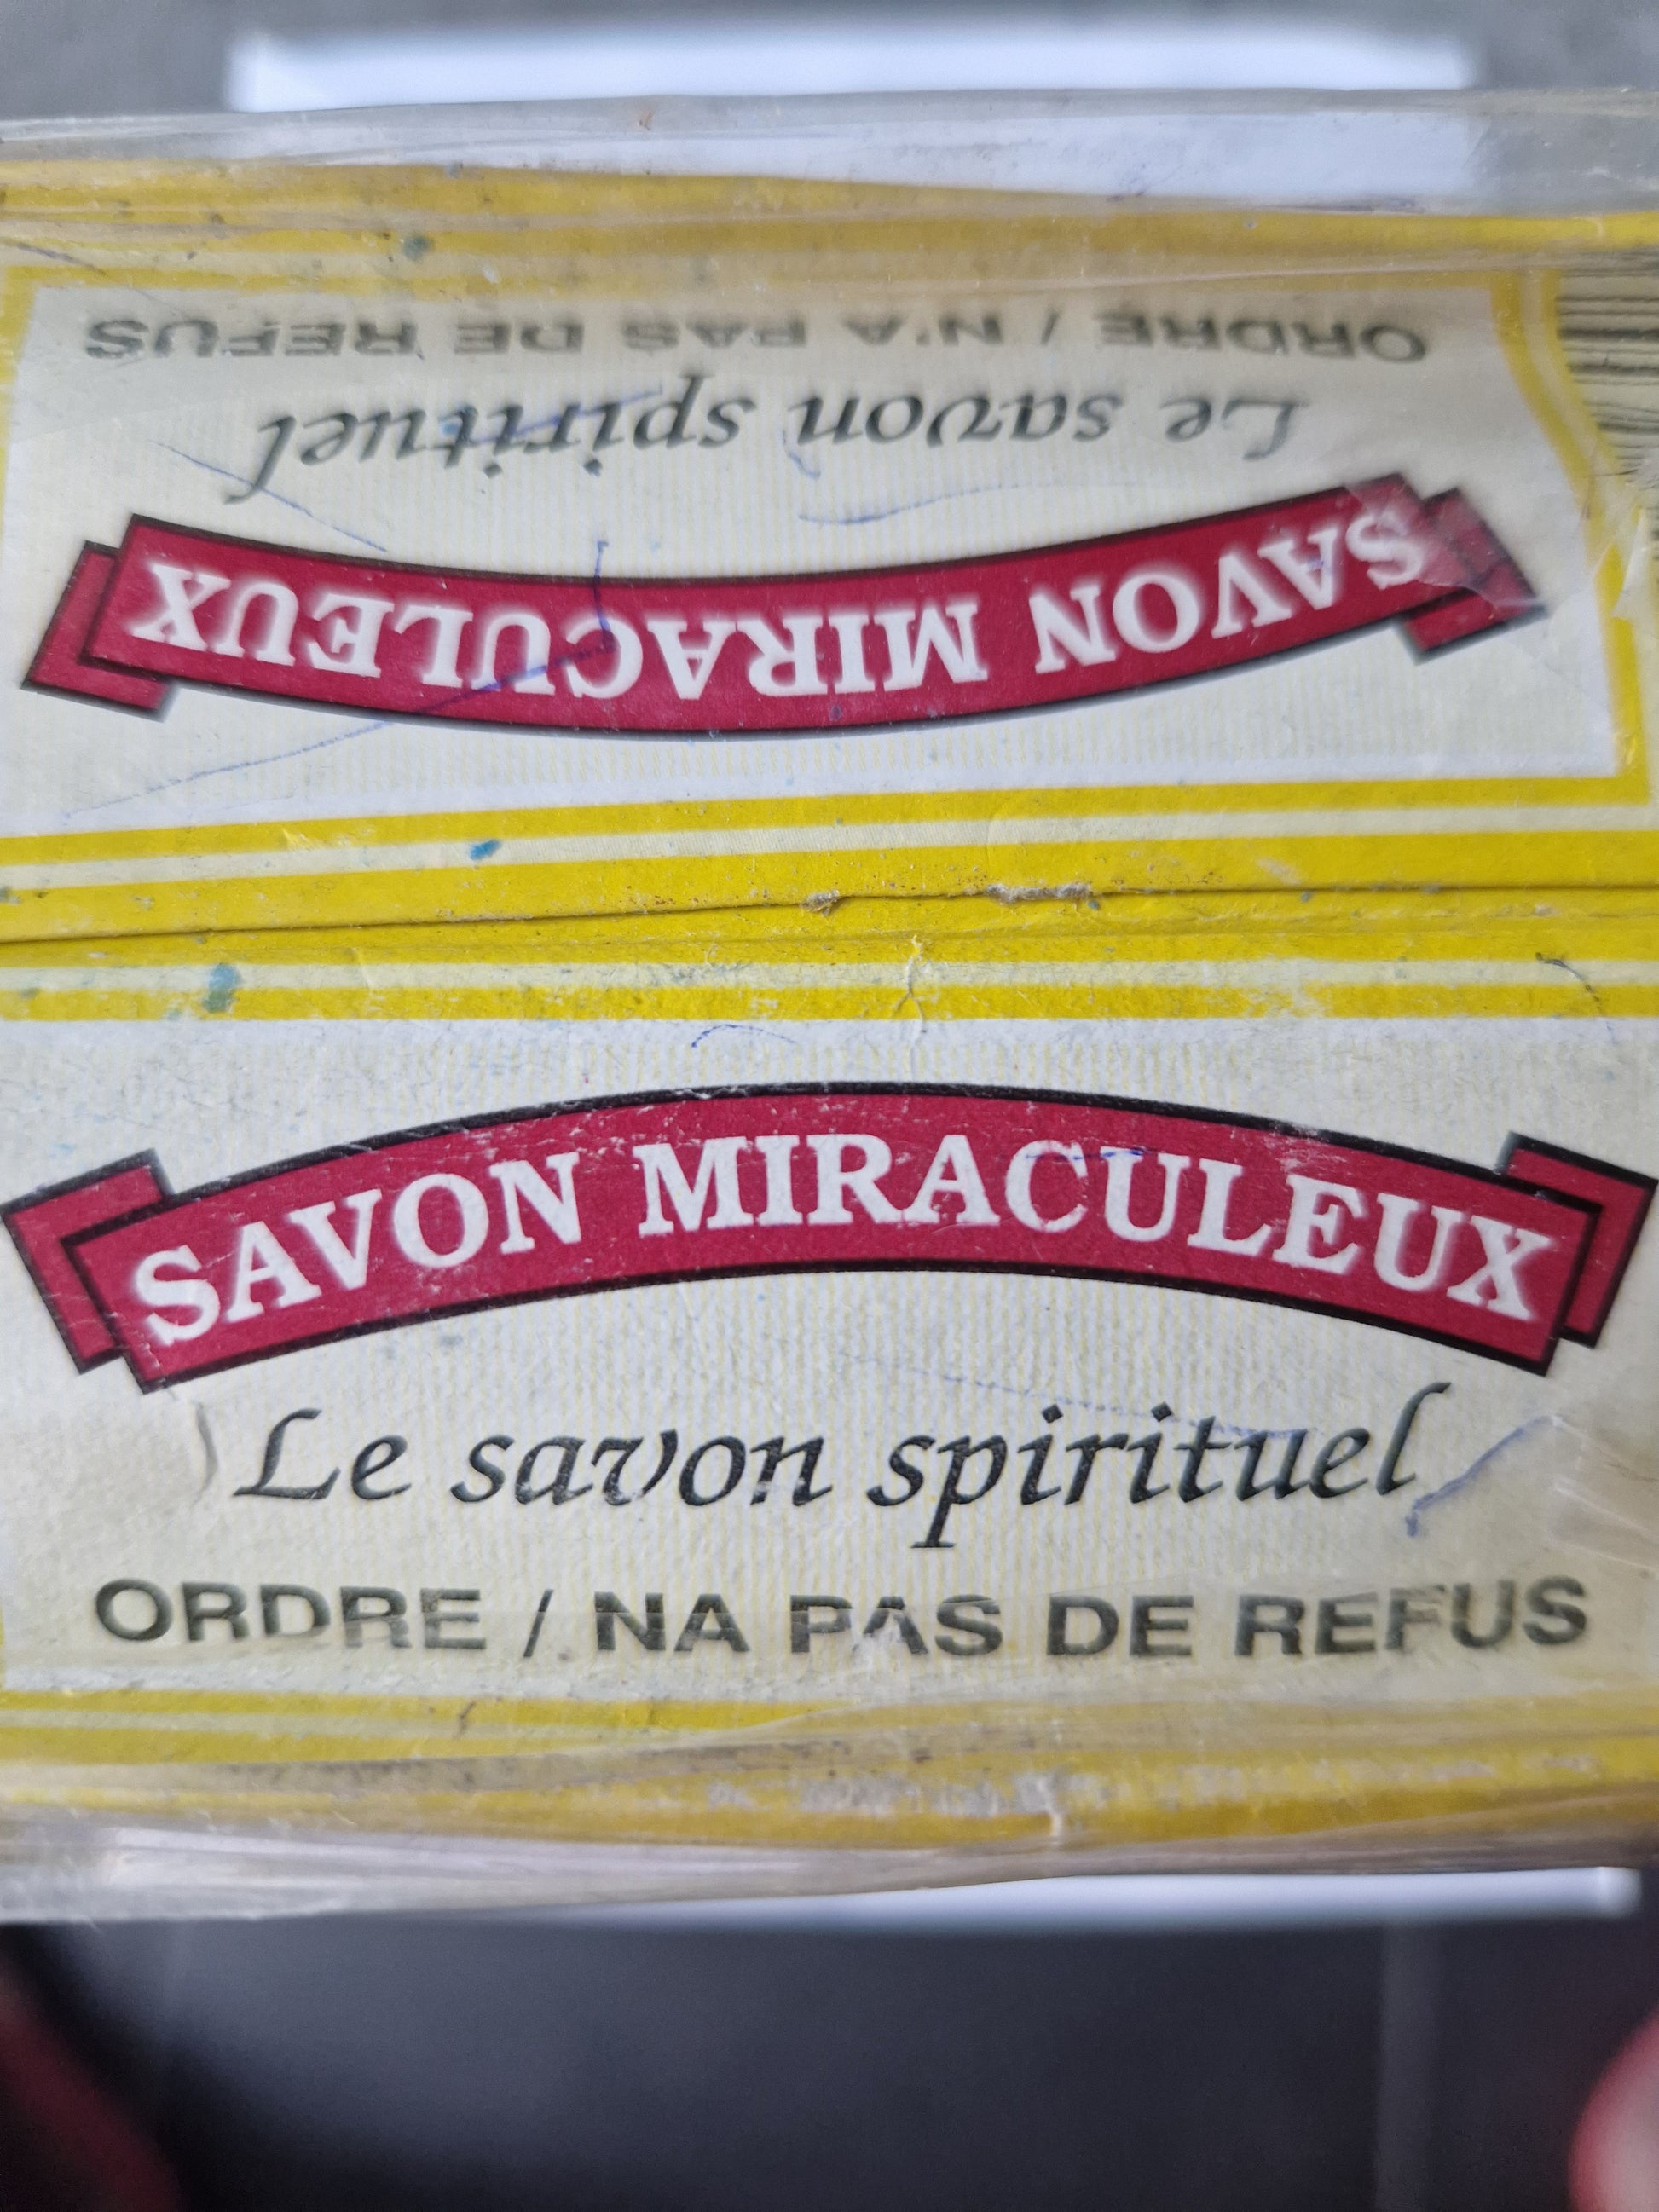 ORDRE / N'A PAS DE REFUS
Le savon spirituel
SAVON MIRACULEUX
SAVON MIRACULEUX
Le savon spirituel
ORDRE / NA PAS DE REFUS